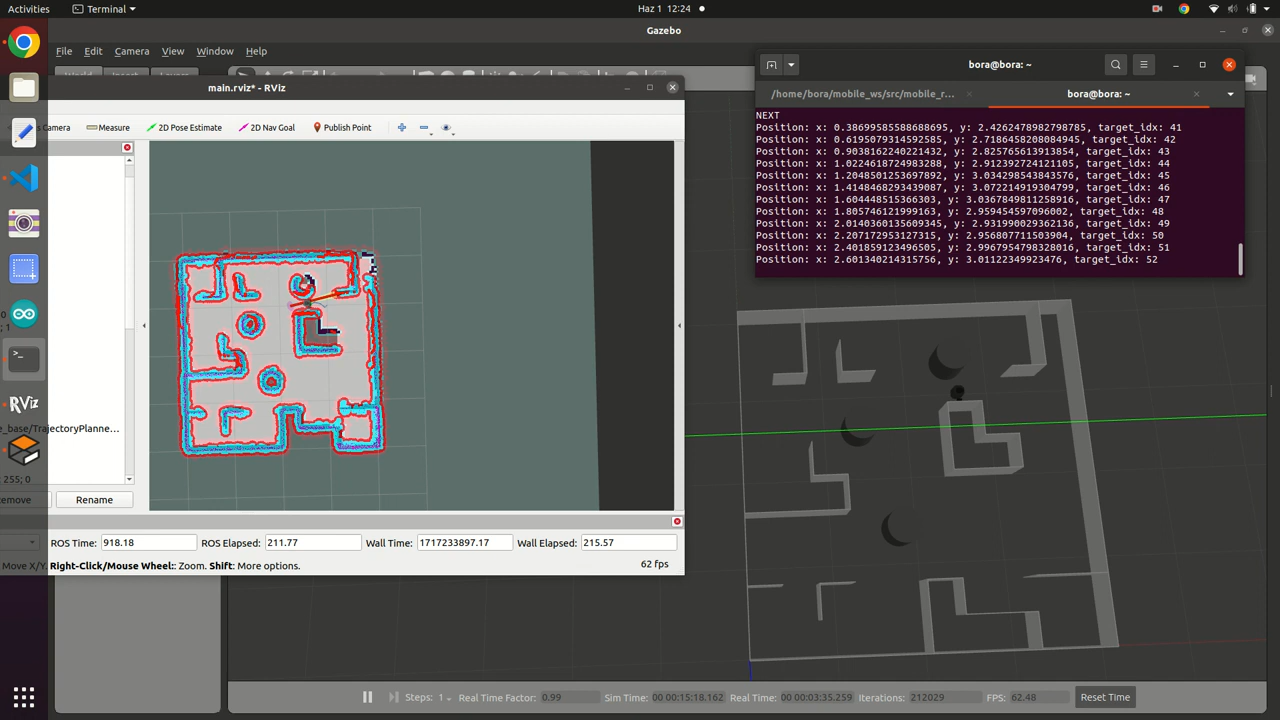 Activities
Terminal
Haz 1 12:24
Gazebo
File Edit Camera View Window Help
main.rviz* - RViz
Camera
Measure
2D Pose Estimate
2D Nav Goal
Publish Point
bora@bora: ~
/home/bora/mobile_ws/src/mobile_r...
bora@bora: ~
NEXT
Position: x: 0.38699585588688695, y: 2.4262478982798785, target_idx: 41
Position: x: 0.6195079314592585, y: 2.7186458208084945, target_idx: 42
Position: x: 0.9038162240221432, y: 2.825765613913854, target_idx: 43
Position: x: 1.0224618724983288, y: 2.912392724121105, target_idx: 44
Position: x: 1.2048501253697892, y: 3.034298543843576, target_idx: 45
Position: x: 1.4148468293439087, y: 3.072214919304799, target_idx: 46
Position: x: 1.604448515366303, y: 3.0367849811258916, target_idx: 47
Position: x: 1.805746121999163, y: 2.959454597096002, target_idx: 48
Position: x: 2.0140360135609345, y: 2.931990029362136, target_idx: 49
Position: x: 2.207172953127315, y: 2.956807711503904, target_idx: 50
Position: x: 2.401859123496505, y: 2.9967954798328016, target_idx: 51
Position: x: 2.601340214315756, y: 3.01122349923476, target_idx: 52
; 1
RViz
e_base/TrajectoryPlanne...
255; 0
emove
Rename
ROS Time: 918.18
ROS Elapsed: 211.77
Wall Time: 1717233897.17
Wall Elapsed: 215.57
Move X/Y. Right-Click/Mouse Wheel:: Zoom. Shift: More options.
62 fps
Steps: 1
Real Time Factor: 0.99
Sim Time: 00 00:15:18.162
Real Time: 00 00:03:35.259
Iterations: 212029
FPS: 62.48
Reset Time